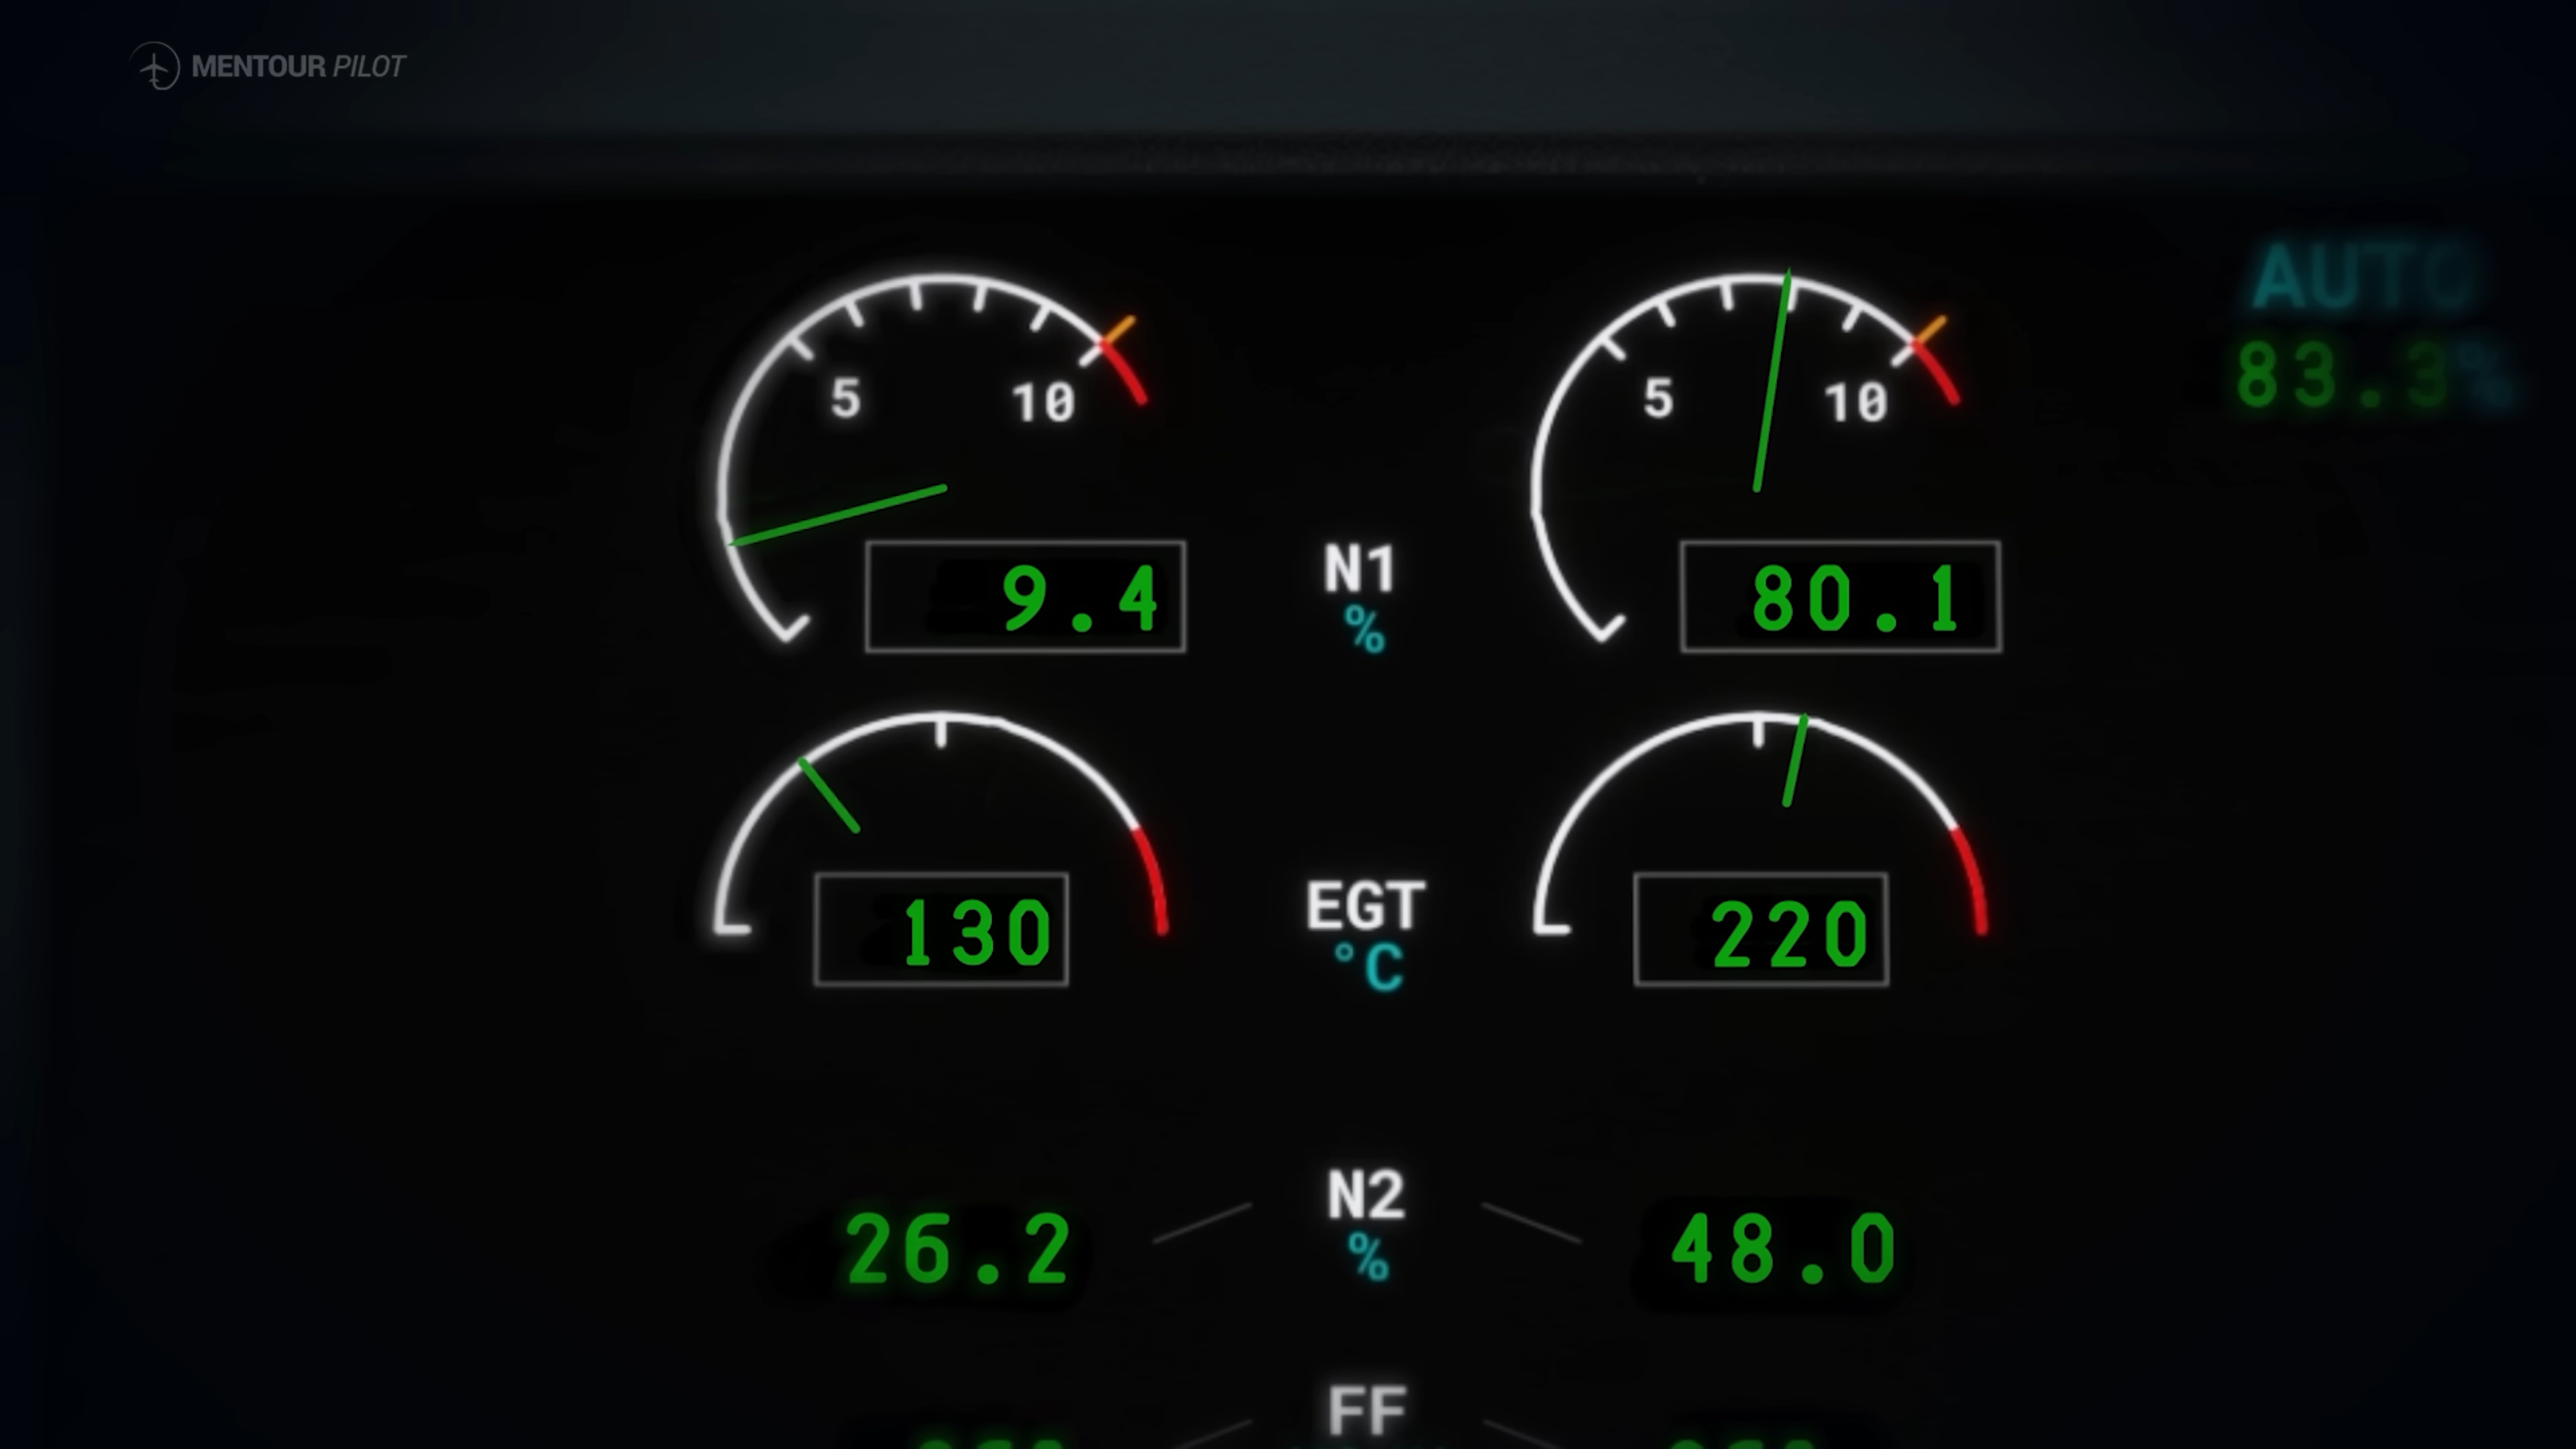 MENTOUR PILOT
AUTO
83.3%
5 10
5 10
9.4
N1
%
80.1
130
EGT
°C
220
26.2
N2
%
48.0
FF